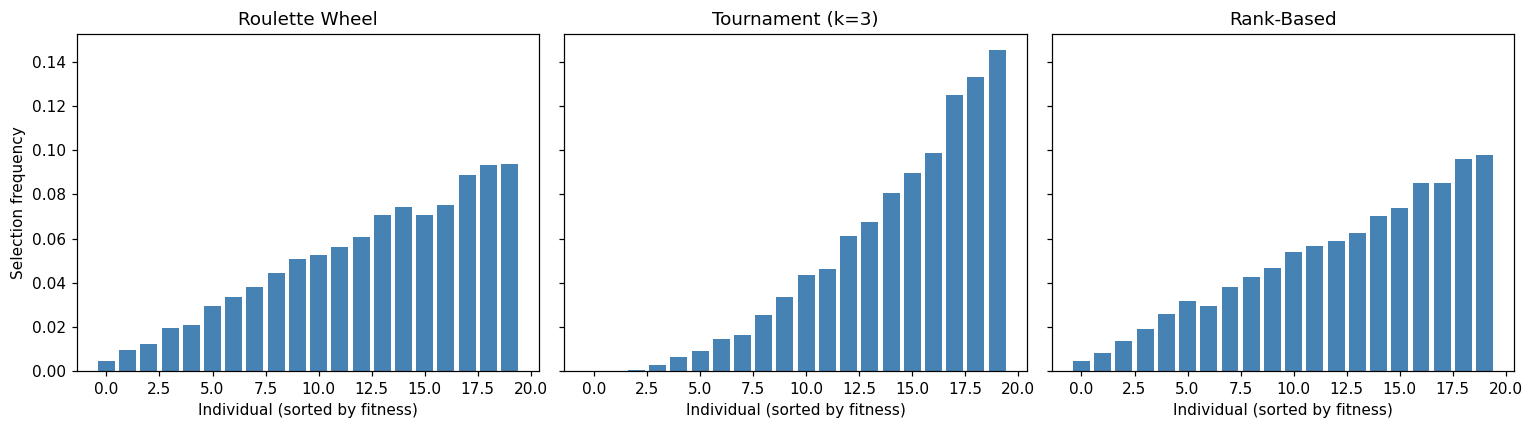 Roulette Wheel
Tournament (k=3)
Rank-Based
Selection frequency
0.14
0.12
0.10
0.08
0.06
0.04
0.02
0.00
0.0 2.5 5.0 7.5 10.0 12.5 15.0 17.5 20.0
0.0 2.5 5.0 7.5 10.0 12.5 15.0 17.5 20.0
0.0 2.5 5.0 7.5 10.0 12.5 15.0 17.5 20.0
Individual (sorted by fitness)
Individual (sorted by fitness)
Individual (sorted by fitness)